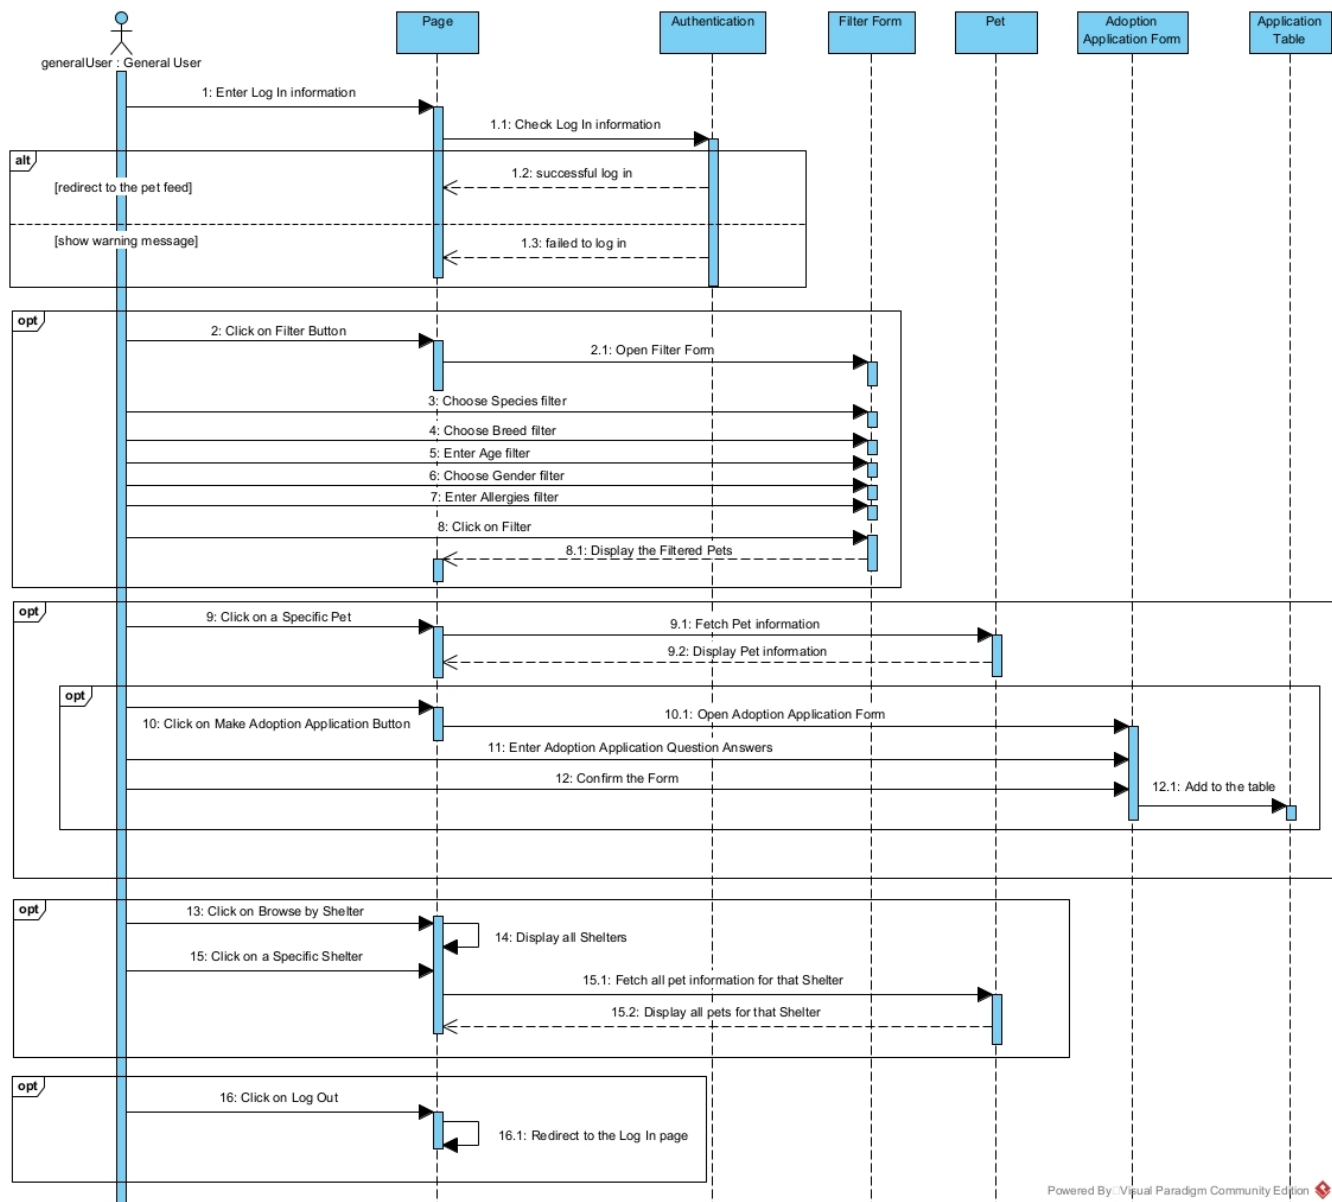 Page
Authentication
Filter Form
Pet
Adoption
Application Form
Application
Table
generalUser : General User
1: Enter Log In information
1.1: Check Log In information
alt
1.2: successful log in
[redirect to the pet feed]
[show warning message]
1.3: failed to log in
opt
2: Click on Filter Button
2.1: Open Filter Form
3: Choose Species filter
4: Choose Breed filter
5: Enter Age filter
6: Choose Gender filter
7: Enter Allergies filter
8: Click on Filter
8.1: Display the Filtered Pets
opt
9: Click on a Specific Pet
9.1: Fetch Pet information
9.2: Display Pet information
opt
10: Click on Make Adoption Application Button
10.1: Open Adoption Application Form
11: Enter Adoption Application Question Answers
12: Confirm the Form
12.1: Add to the table
opt
13: Click on Browse by Shelter
14: Display all Shelters
15: Click on a Specific Shelter
15.1: Fetch all pet information for that Shelter
15.2: Display all pets for that Shelter
opt
16: Click on Log Out
16.1: Redirect to the Log In page
Powered By Visual Paradigm Community Edition